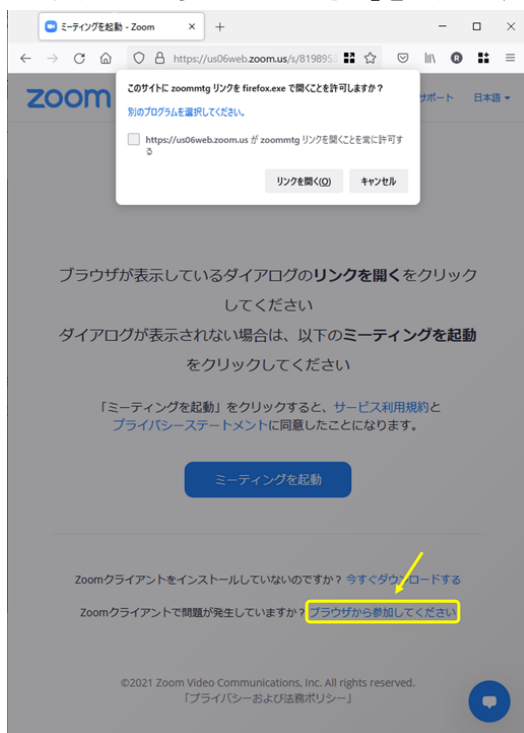 ミーティングを起動 - Zoom
https://us06web.zoom.us/s/819895
zoom
サポート 日本語
このサイトに zoommtg リンクを firefox.exe で開くことを許可しますか？
別のプログラムを選択してください。
https://us06web.zoom.us が zoommtg リンクを開くことを常に許可す
る
リンクを開く(O) キャンセル
ブラウザが表示しているダイアログのリンクを開くをクリック
してください
ダイアログが表示されない場合は、以下のミーティングを起動
をクリックしてください
「ミーティングを起動」をクリックすると、サービス利用規約と
プライバシーステートメントに同意したことになります。
ミーティングを起動
Zoomクライアントをインストールしていないのですか？今すぐダウンロードする
Zoomクライアントで問題が発生していますか？ブラウザから参加してください
©2021 Zoom Video Communications, Inc. All rights reserved.
「プライバシーおよび法務ポリシー」